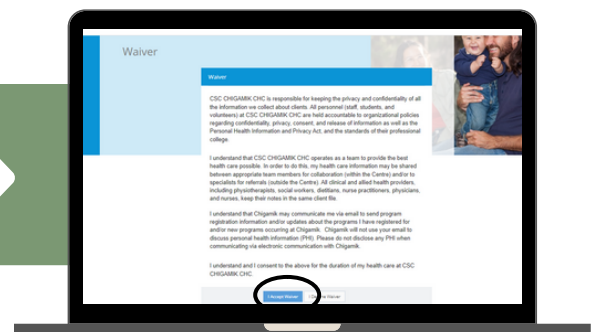 Waiver
Waiver
CSC CHIGAMIK CHC is responsible for keeping the privacy and confidentiality of all
the information we collect about clients. All personnel (staff, students, and
volunteers) at CSC CHIGAMIK CHC are held accountable to organizational policies
regarding confidentiality, privacy, consent, and release of information as well as the
Personal Health Information and Privacy Act, and the standards of their professional
college.
I understand that CSC CHIGAMIK CHC operates as a team to provide the best
health care possible. In order to do this, my health care information may be shared
between appropriate team members for collaboration (within the Centre) and/or to
specialists for referrals (outside the Centre). All clinical and allied health providers,
including physiotherapists, social workers, dietitians, nurse practitioners, physicians,
and nurses, keep their notes in the same client file.
I understand that Chigamik may communicate me via email to send program
registration information and/or updates about the programs I have registered for
and/or new programs occurring at Chigamik. Chigamik will not use your email to
discuss personal health information (PHI). Please do not disclose any PHI when
communicating via electronic communication with Chigamik.
I understand and I consent to the above for the duration of my health care at CSC
CHIGAMIK CHC.
I Accept Waiver I Decline Waiver